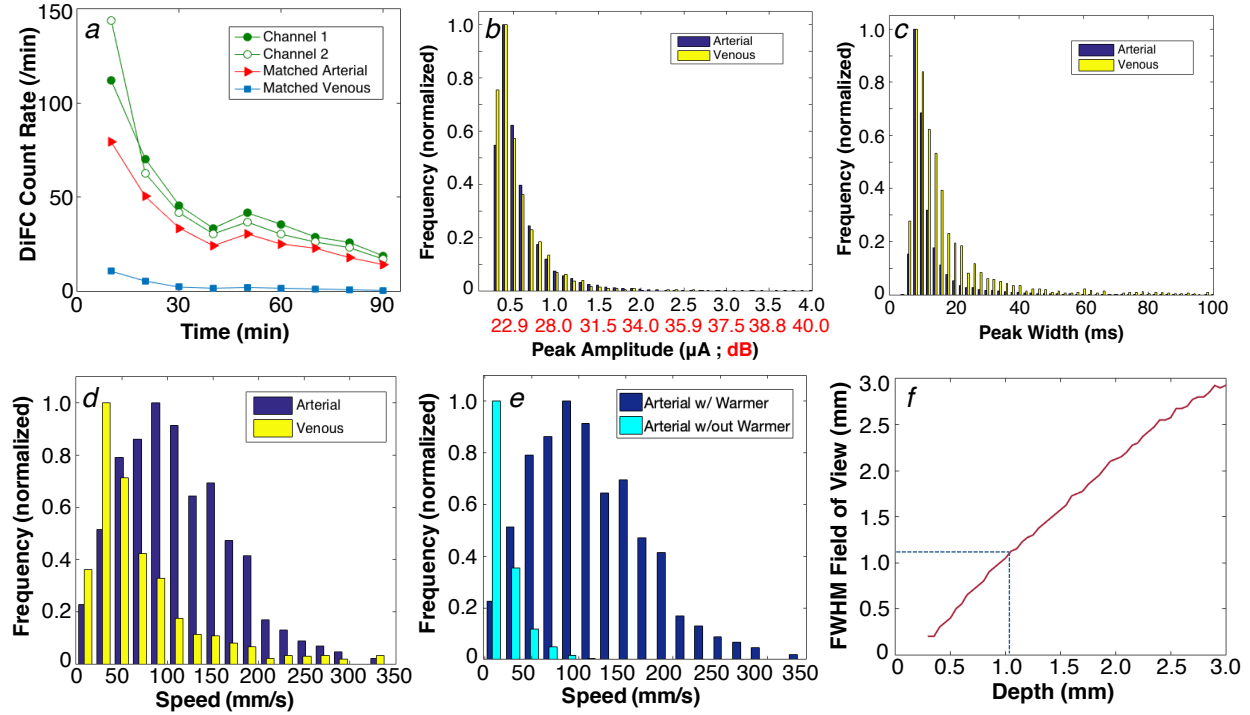 a
DiFC Count Rate (/min)
150
100
50
0
0
30
60
90
Time (min)
Channel 1
Channel 2
Matched Arterial
Matched Venous
b
Frequency (normalized)
1.0
0.8
0.6
0.4
0.2
0.5 1.0 1.5 2.0 2.5 3.0 3.5 4.0
22.9 28.0 31.5 34.0 35.9 37.5 38.8 40.0
Peak Amplitude (µA ; dB)
Arterial
Venous
c
Frequency (normalized)
1.0
0.8
0.6
0.4
0.2
0
0 20 40 60 80 100
Peak Width (ms)
Arterial
Venous
d
Frequency (normalized)
1.0
0.8
0.6
0.4
0.2
0
0 50 100 150 200 250 300 350
Speed (mm/s)
Arterial
Venous
e
Frequency (normalized)
1.0
0.8
0.6
0.4
0.2
0
0 50 100 150 200 250 300 350
Speed (mm/s)
Arterial w/ Warmer
Arterial w/out Warmer
f
FWHM Field of View (mm)
3.0
2.5
2.0
1.5
1.0
0.5
0
0 0.5 1.0 1.5 2.0 2.5 3.0
Depth (mm)